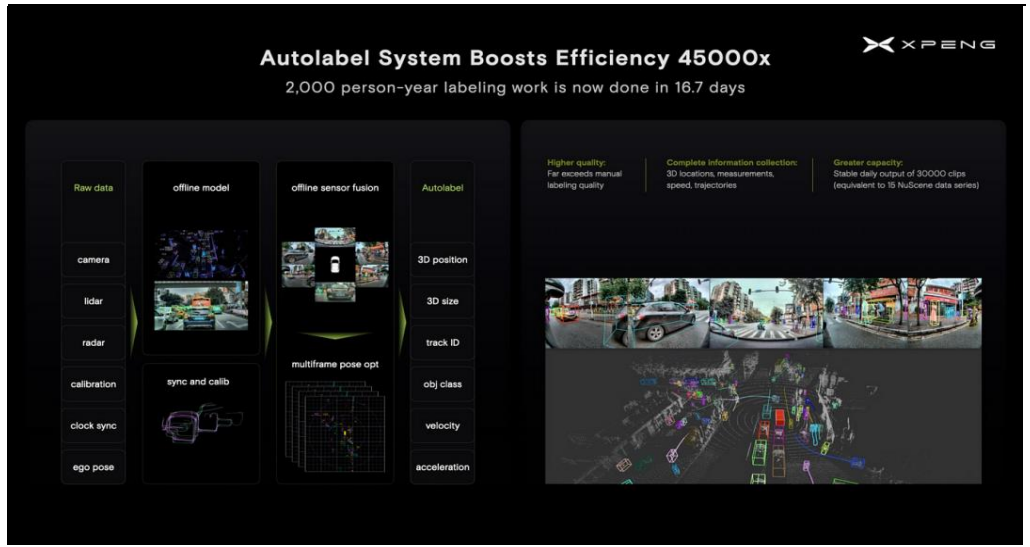 XPENG
Autolabel System Boosts Efficiency 45000x
2,000 person-year labeling work is now done in 16.7 days
Raw data
camera
lidar
radar
calibration
clock sync
ego pose
offline model
sync and calib
offline sensor fusion
multiframe pose opt
Autolabel
3D position
3D size
track ID
obj class
velocity
acceleration
Higher quality:
Far exceeds manual
labeling quality
Complete information collection:
3D locations, measurements,
speed, trajectories
Greater capacity:
Stable daily output of 30000 clips
(equivalent to 15 NuScene data series)